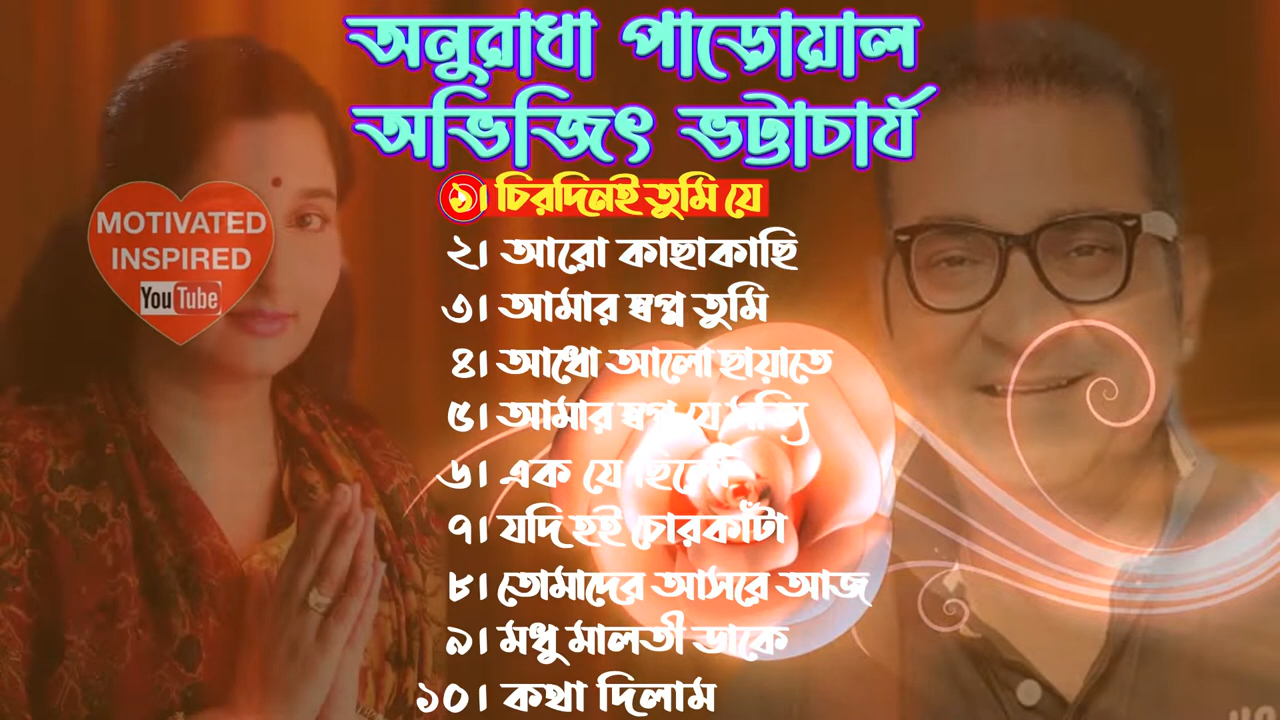 অনুরাধা পাড়োয়াল
অভিজিৎ ভট্টাচার্য
MOTIVATED
INSPIRED
YouTube
১। চিরদিনই তুমি যে
২। আরো কাছাকাছি
৩। আমার স্বপ্ন তুমি
৪। আধো আলো ছায়াতে
৫। আমার স্বপ্ন যে সত্যি
৬। এক যে ছিলো
৭। যদি হই চোরকাঁটা
৮। তোমাদের আসরে আজ
৯। মধু মালতী ডাকে
১০। কথা দিলাম